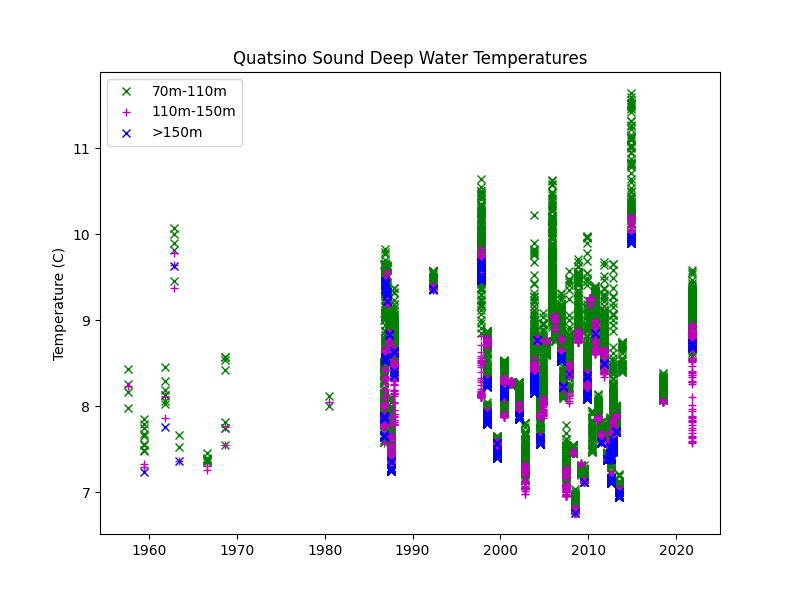 Quatsino Sound Deep Water Temperatures
70m-110m
110m-150m
>150m
Temperature (C)
11
10
9
8
7
1960 1970 1980 1990 2000 2010 2020